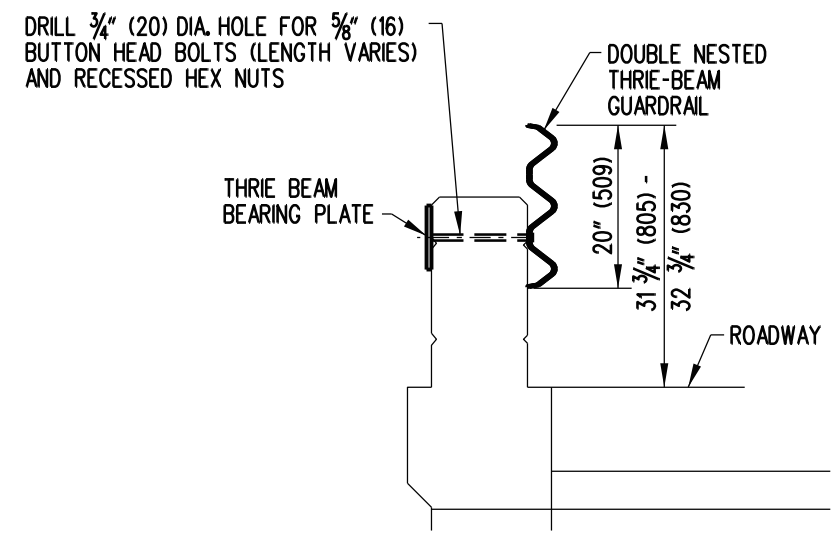 DRILL ¾" (20) DIA. HOLE FOR ⅝" (16)
BUTTON HEAD BOLTS (LENGTH VARIES)
AND RECESSED HEX NUTS
DOUBLE NESTED
THRIE-BEAM
GUARDRAIL
THRIE BEAM
BEARING PLATE
20" (509)
31 ¾" (805) -
32 ¾" (830)
ROADWAY